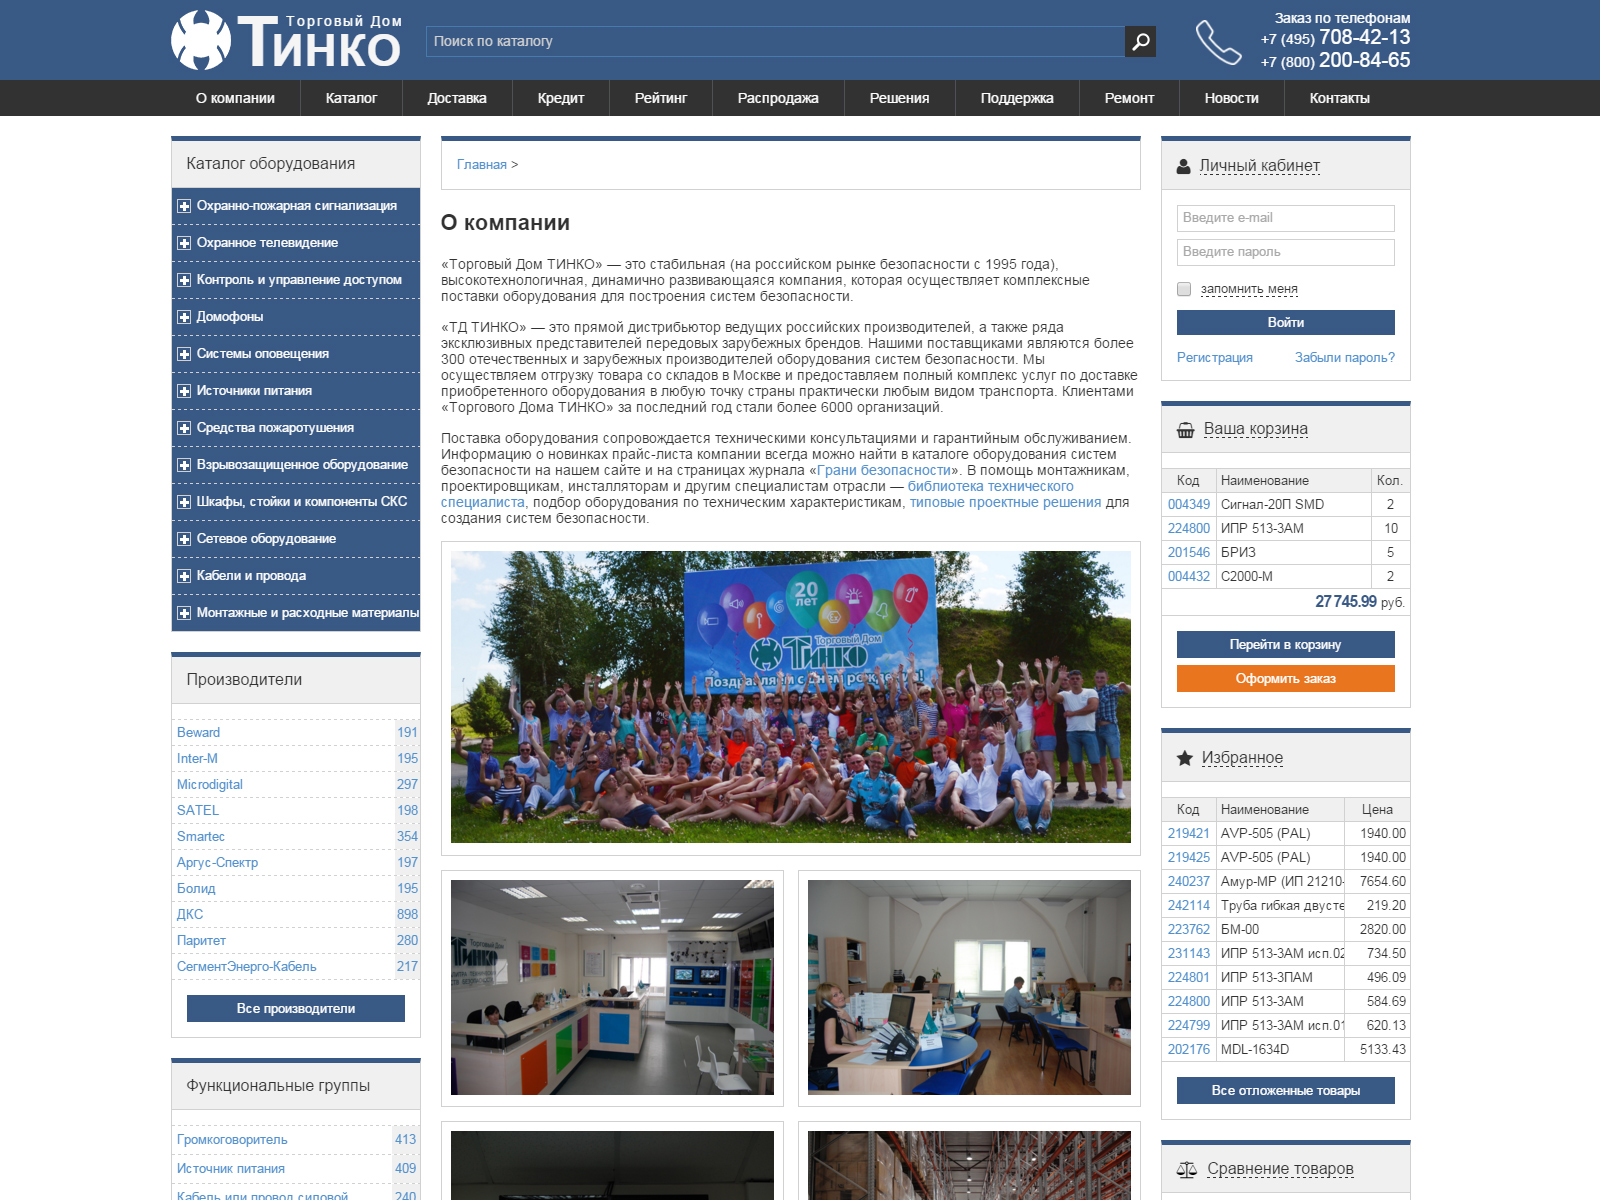 Торговый Дом
Тинко
Поиск по каталогу
Заказ по телефонам
+7 (495) 708-42-13
+7 (800) 200-84-65
О компании
Каталог
Доставка
Кредит
Рейтинг
Распродажа
Решения
Поддержка
Ремонт
Новости
Контакты
Каталог оборудования
Охранно-пожарная сигнализация
Охранное телевидение
Контроль и управление доступом
Домофоны
Системы оповещения
Источники питания
Средства пожаротушения
Взрывозащищенное оборудование
Шкафы, стойки и компоненты СКС
Сетевое оборудование
Кабели и провода
Монтажные и расходные материалы
Производители
Beward 191
Inter-M 195
Microdigital 297
SATEL 198
Smartec 354
Аргус-Спектр 197
Болид 195
ДКС 898
Паритет 280
СегментЭнерго-Кабель 217
Все производители
Функциональные группы
Громкоговоритель 413
Источник питания 409
Кабель или провод силовой 240
Главная >
О компании
«Торговый Дом ТИНКО» — это стабильная (на российском рынке безопасности с 1995 года),
высокотехнологичная, динамично развивающаяся компания, которая осуществляет комплексные
поставки оборудования для построения систем безопасности.
«ТД ТИНКО» — это прямой дистрибьютор ведущих российских производителей, а также ряда
эксклюзивных представителей передовых зарубежных брендов. Нашими поставщиками являются более
300 отечественных и зарубежных производителей оборудования систем безопасности. Мы
осуществляем отгрузку товара со складов в Москве и предоставляем полный комплекс услуг по доставке
приобретенного оборудования в любую точку страны практически любым видом транспорта. Клиентами
«Торгового Дома ТИНКО» за последний год стали более 6000 организаций.
Поставка оборудования сопровождается техническими консультациями и гарантийным обслуживанием.
Информацию о новинках прайс-листа компании всегда можно найти в каталоге оборудования систем
безопасности на нашем сайте и на страницах журнала «Грани безопасности». В помощь монтажникам,
проектировщикам, инсталляторам и другим специалистам отрасли — библиотека технического
специалиста, подбор оборудования по техническим характеристикам, типовые проектные решения для
создания систем безопасности.
20
лет
Торговый Дом
Тинко
Поздравляем с Днем рождения!
Торговый Дом
Тинко
Личный кабинет
Введите e-mail
Введите пароль
запомнить меня
Войти
Регистрация
Забыли пароль?
Ваша корзина
Код Наименование Кол.
004349 Сигнал-20П SMD 2
224800 ИПР 513-3АМ 10
201546 БРИЗ 5
004432 С2000-М 2
27 745.99 руб.
Перейти в корзину
Оформить заказ
Избранное
Код Наименование Цена
219421 AVP-505 (PAL) 1940.00
219425 AVP-505 (PAL) 1940.00
240237 Амур-МР (ИП 21210- 7654.60
242114 Труба гибкая двусте 219.20
223762 БМ-00 2820.00
231143 ИПР 513-3АМ исп.02 734.50
224801 ИПР 513-3ПАМ 496.09
224800 ИПР 513-3АМ 584.69
224799 ИПР 513-3АМ исп.01 620.13
202176 MDL-1634D 5133.43
Все отложенные товары
Сравнение товаров